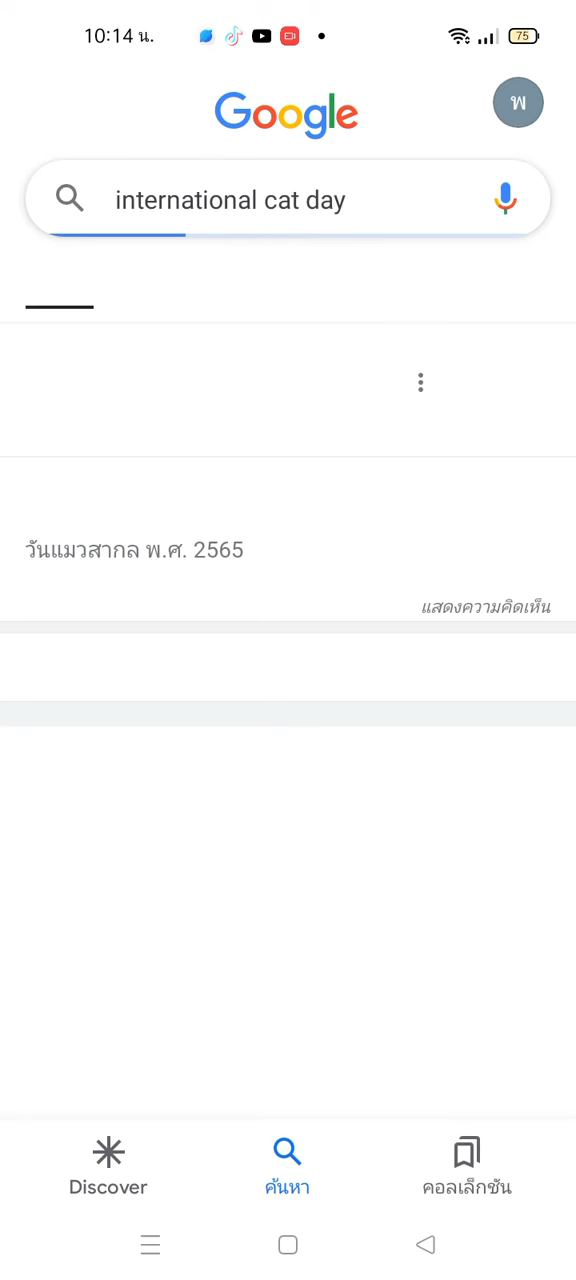 10:14 น.
75
Google
พ
international cat day
วันแมวสากล พ.ศ. 2565
แสดงความคิดเห็น
Discover
ค้นหา
คอลเล็กชัน